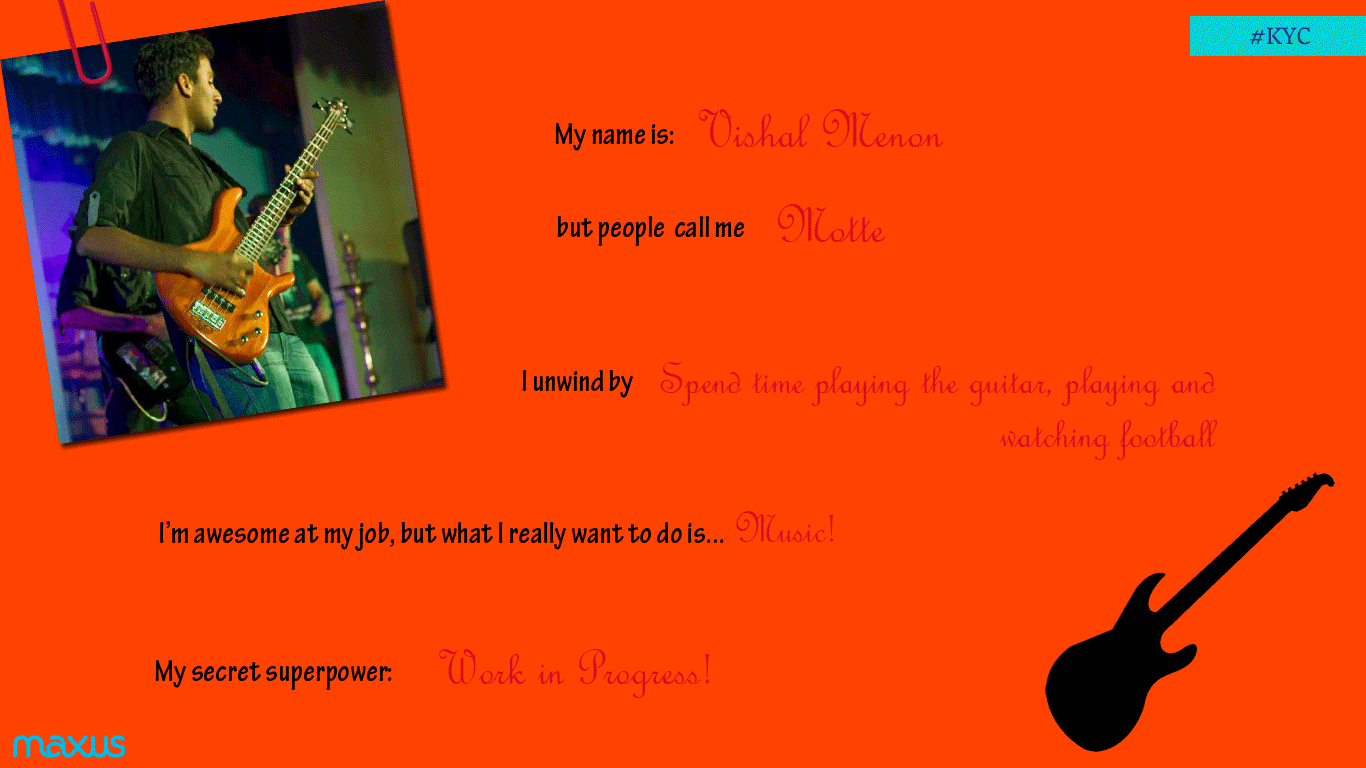 #KYC
My name is: Vishal Menon
but people call me Motte
I unwind by Spend time playing the guitar, playing and
watching football
I'm awesome at my job, but what I really want to do is... Music!
My secret superpower: Work in Progress!
maxus